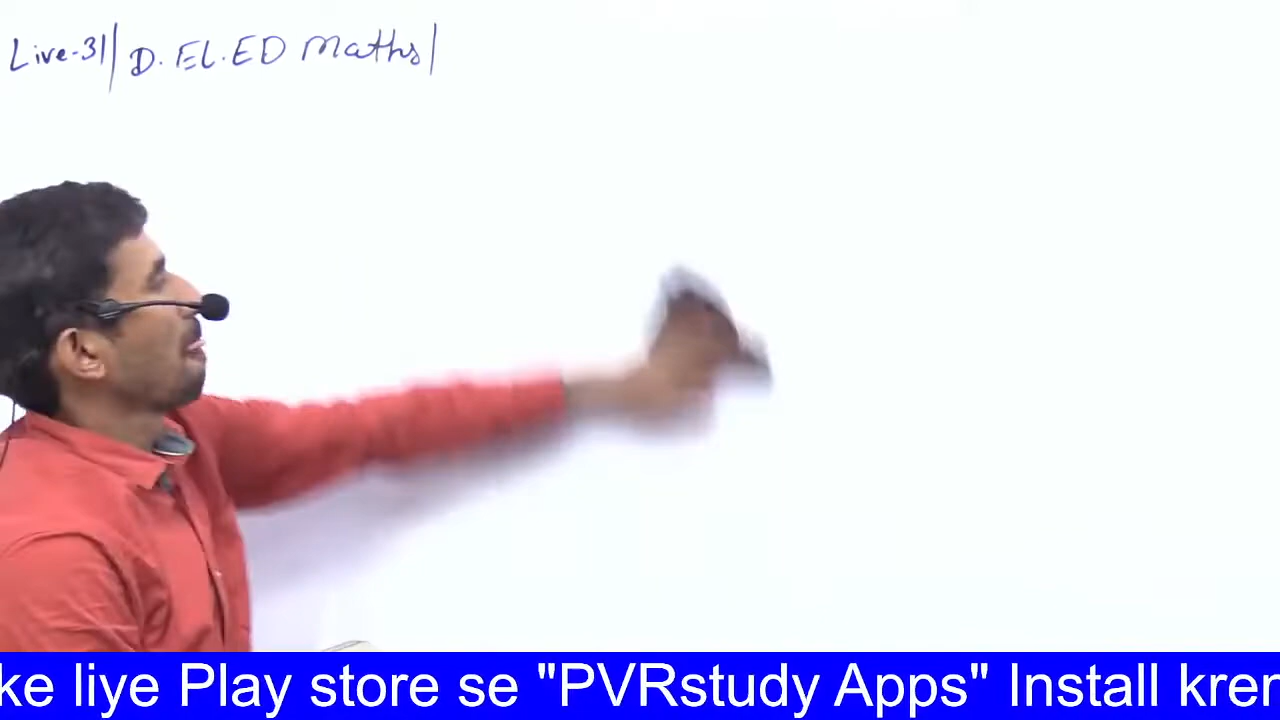 Live-31| D.EL.ED Maths|
ke liye Play store se "PVRstudy Apps" Install kren